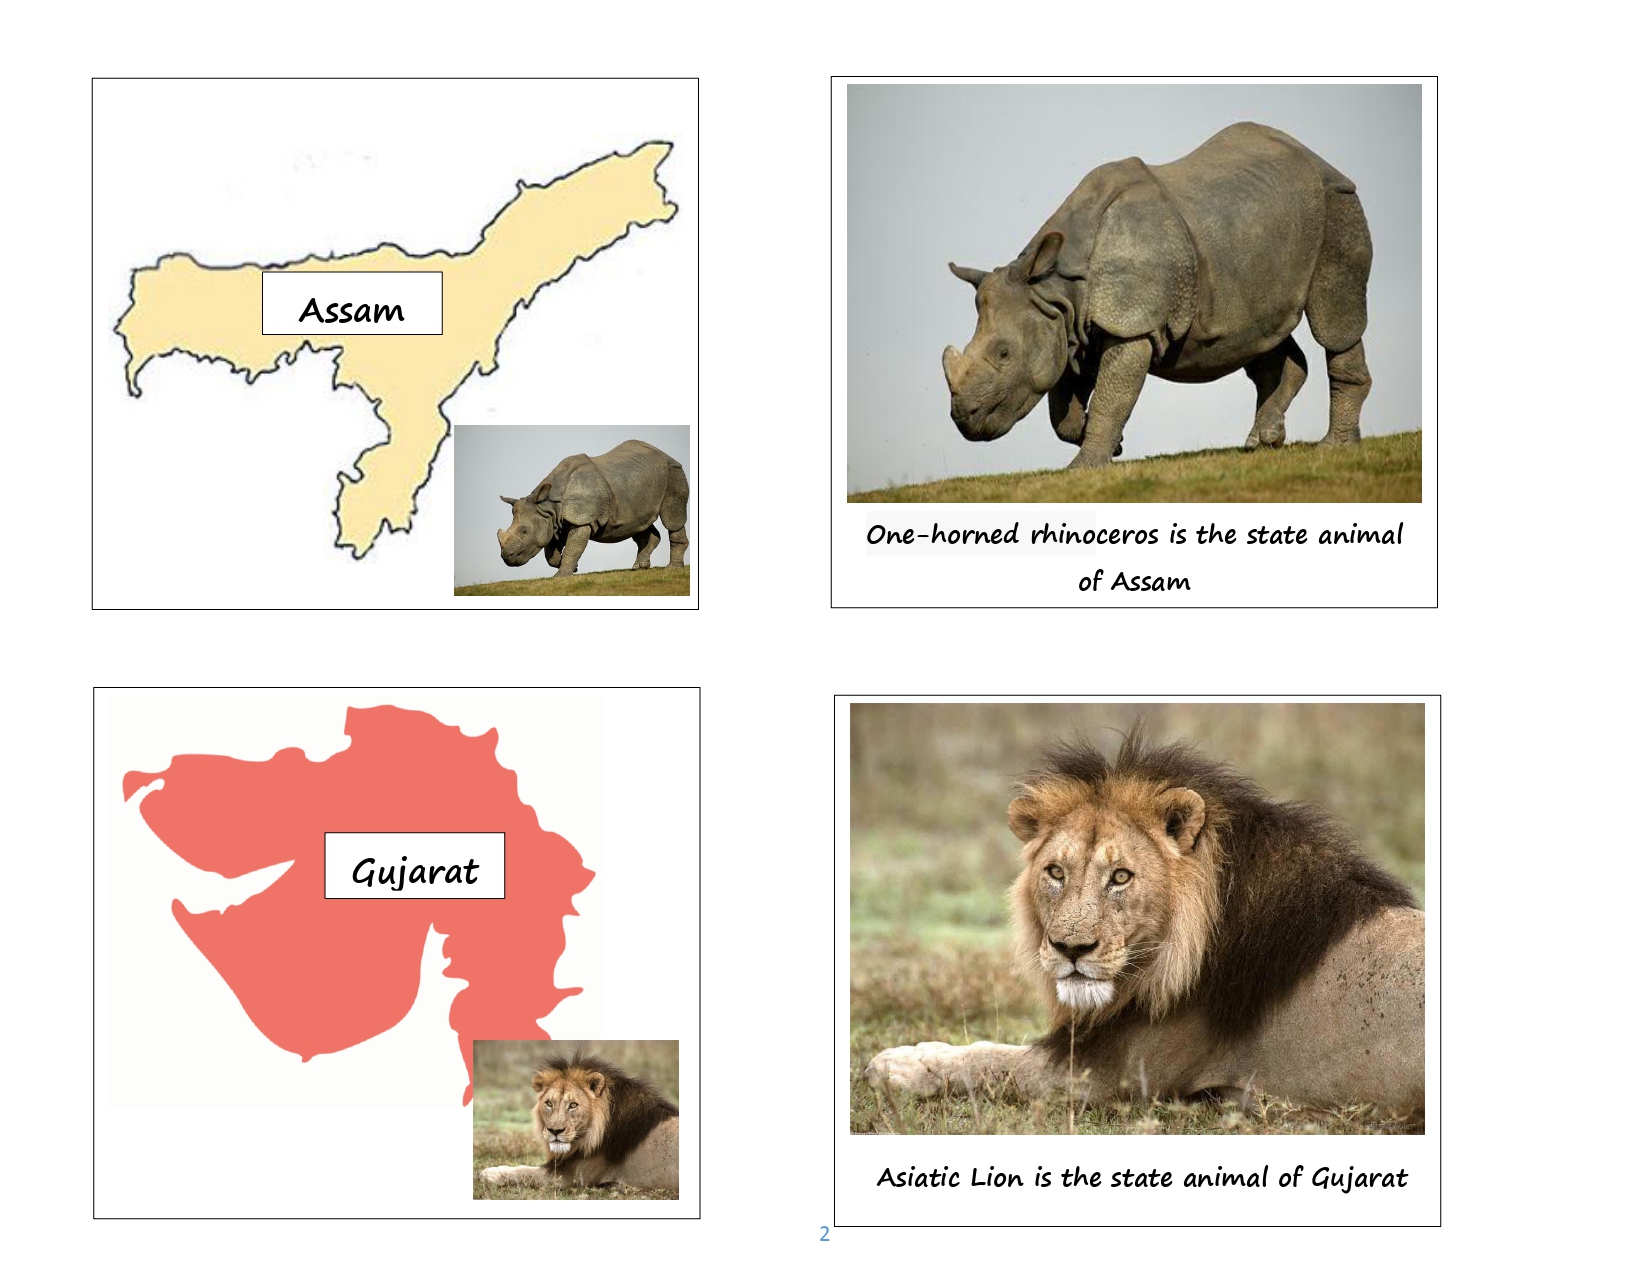 Assam
One-horned rhinoceros is the state animal
of Assam
Gujarat
Asiatic Lion is the state animal of Gujarat
2